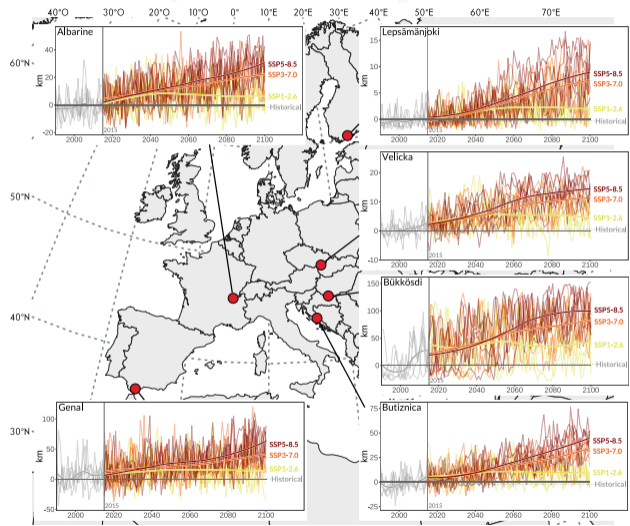 40°O 30°O 20°O 10°O 0° 10°E 20°E 40°E 50°E 60°E 70°E
60°N
50°N
40°N
30°N
Albarine
km
40
20
0
-20
2015
2000 2020 2040 2060 2080 2100
SSP5-8.5
SSP3-7.0
SSP1-2.6
Historical
Lepsämänjoki
km
15
10
5
0
2015
2000 2020 2040 2060 2080 2100
SSP5-8.5
SSP3-7.0
SSP1-2.6
Historical
Velicka
km
20
10
0
-10
2015
2000 2020 2040 2060 2080 2100
SSP5-8.5
SSP3-7.0
SSP1-2.6
Historical
Bükkösdi
km
150
100
50
0
2015
2000 2020 2040 2060 2080 2100
SSP5-8.5
SSP3-7.0
SSP1-2.6
Historical
Genal
km
100
50
0
-50
2015
2000 2020 2040 2060 2080 2100
SSP5-8.5
SSP3-7.0
SSP1-2.6
Historical
Butiznica
km
75
50
25
0
-25
2015
2000 2020 2040 2060 2080 2100
SSP5-8.5
SSP3-7.0
SSP1-2.6
Historical